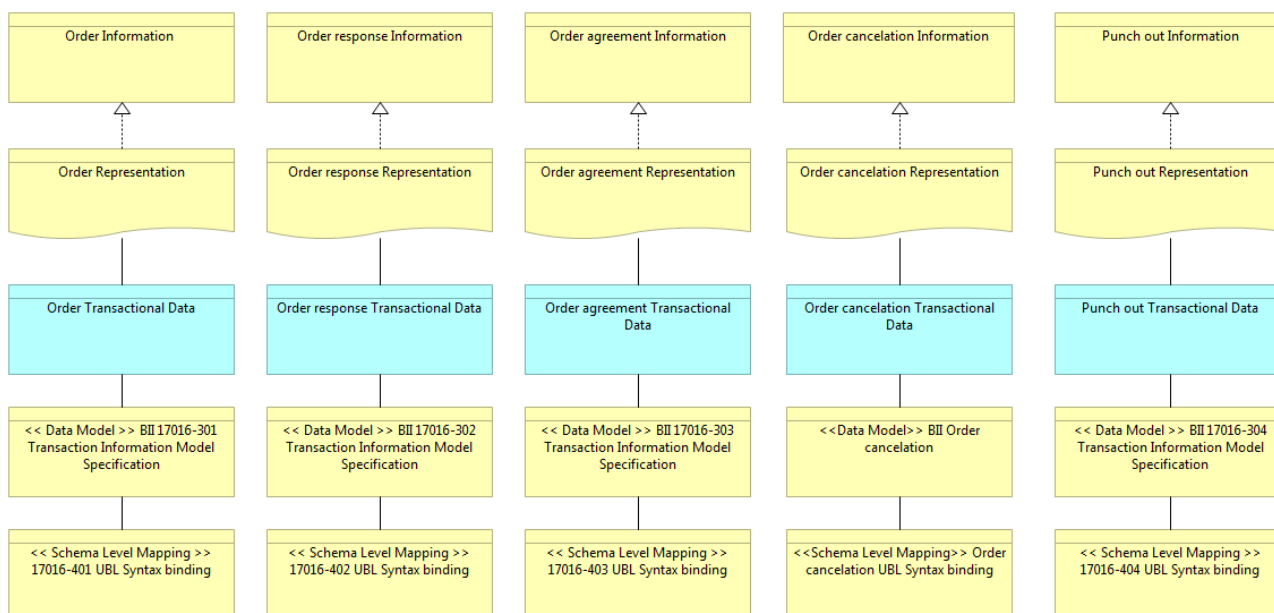 Order Information
Order response Information
Order agreement Information
Order cancelation Information
Punch out Information
Order Representation
Order response Representation
Order agreement Representation
Order cancelation Representation
Punch out Representation
Order Transactional Data
Order response Transactional Data
Order agreement Transactional
Data
Order cancelation Transactional
Data
Punch out Transactional Data
<< Data Model >> BII 17016-301
Transaction Information Model
Specification
<< Data Model >> BII 17016-302
Transaction Information Model
Specification
<< Data Model >> BII 17016-303
Transaction Information Model
Specification
<<Data Model>> BII Order
cancelation
<< Data Model >> BII 17016-304
Transaction Information Model
Specification
<< Schema Level Mapping >>
17016-401 UBL Syntax binding
<< Schema Level Mapping >>
17016-402 UBL Syntax binding
<< Schema Level Mapping >>
17016-403 UBL Syntax binding
<<Schema Level Mapping>> Order
cancelation UBL Syntax binding
<< Schema Level Mapping >>
17016-404 UBL Syntax binding